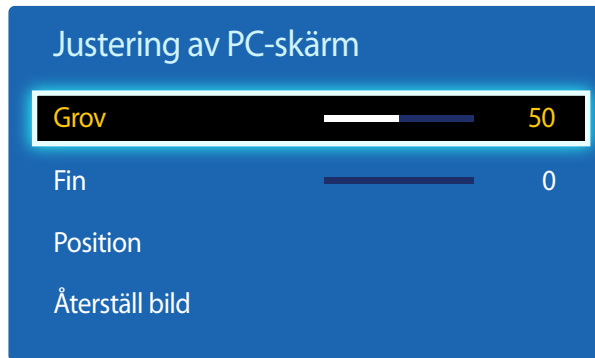 Justering av PC-skärm
Grov 50
Fin 0
Position
Återställ bild